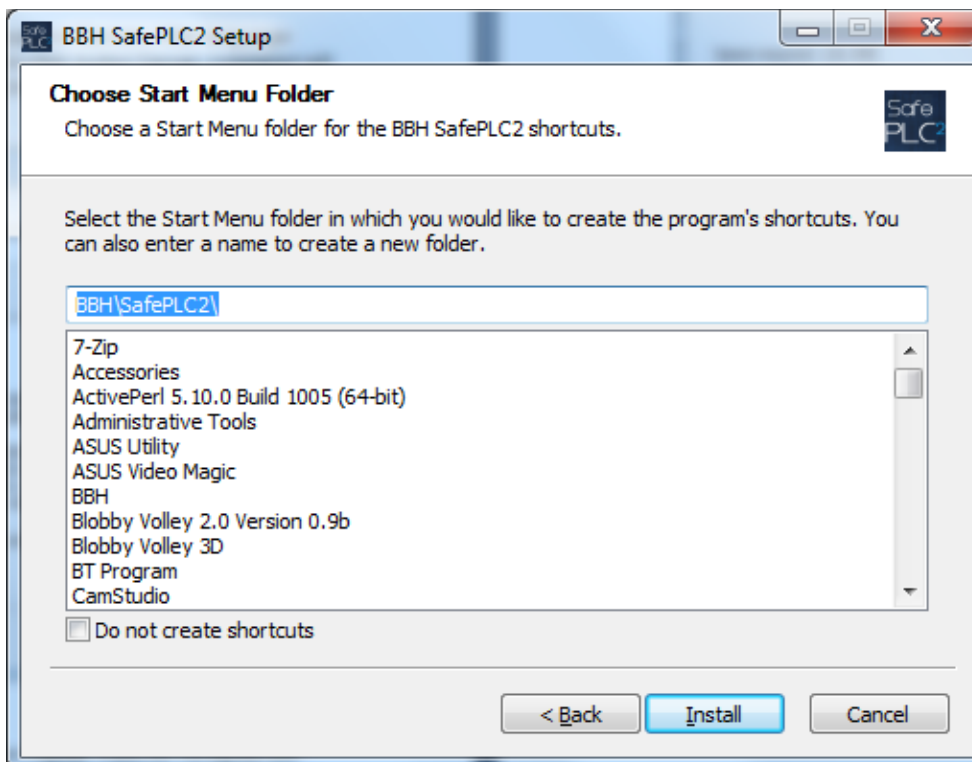 Safe
PLC
BBH SafePLC2 Setup
Choose Start Menu Folder
Choose a Start Menu folder for the BBH SafePLC2 shortcuts.
Safe
PLC²
Select the Start Menu folder in which you would like to create the program's shortcuts. You
can also enter a name to create a new folder.
BBH\SafePLC2\
7-Zip
Accessories
ActivePerl 5.10.0 Build 1005 (64-bit)
Administrative Tools
ASUS Utility
ASUS Video Magic
BBH
Blobby Volley 2.0 Version 0.9b
Blobby Volley 3D
BT Program
CamStudio
Do not create shortcuts
< Back
Install
Cancel